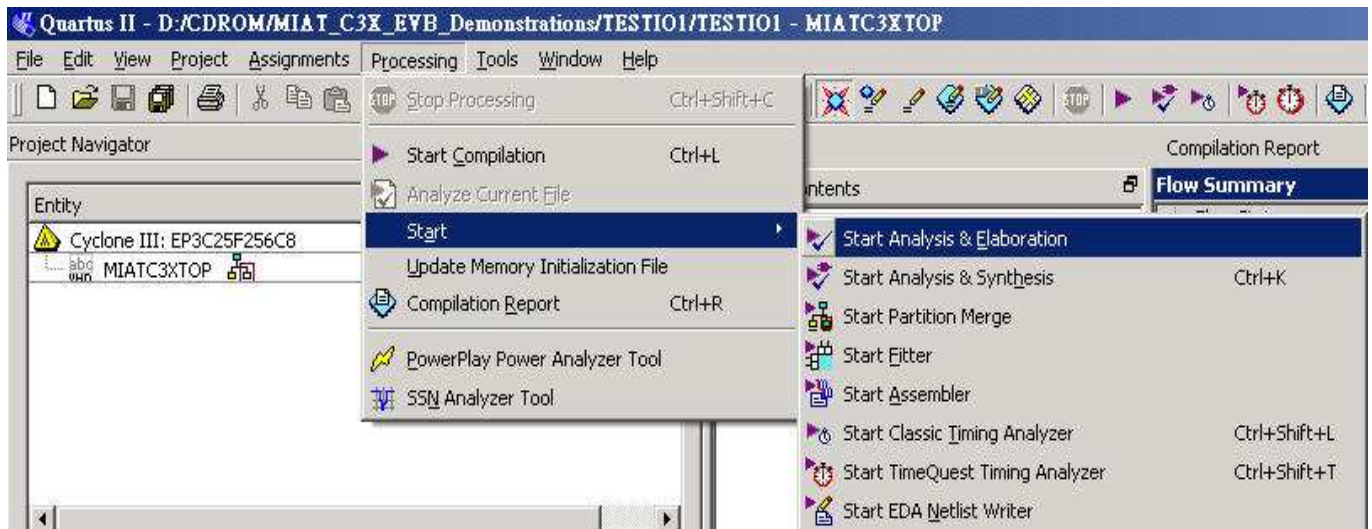 Quartus II - D:/CDROM/MIAT_C3X_EVB_Demonstrations/TESTIO1/TESTIO1 - MIATC3XTOP
File Edit View Project Assignments Processing Tools Window Help
Stop Processing Ctrl+Shift+C
Project Navigator
Compilation Report
Start Compilation Ctrl+L
Analyze Current File
ntents
Flow Summary
Entity
Start
Start Analysis & Elaboration
Cyclone III: EP3C25F256C8
Update Memory Initialization File
Start Analysis & Synthesis Ctrl+K
abd VHD MIATC3XTOP
Compilation Report Ctrl+R
Start Partition Merge
PowerPlay Power Analyzer Tool
Start Fitter
SSN Analyzer Tool
Start Assembler
Start Classic Timing Analyzer Ctrl+Shift+L
Start TimeQuest Timing Analyzer Ctrl+Shift+T
Start EDA Netlist Writer